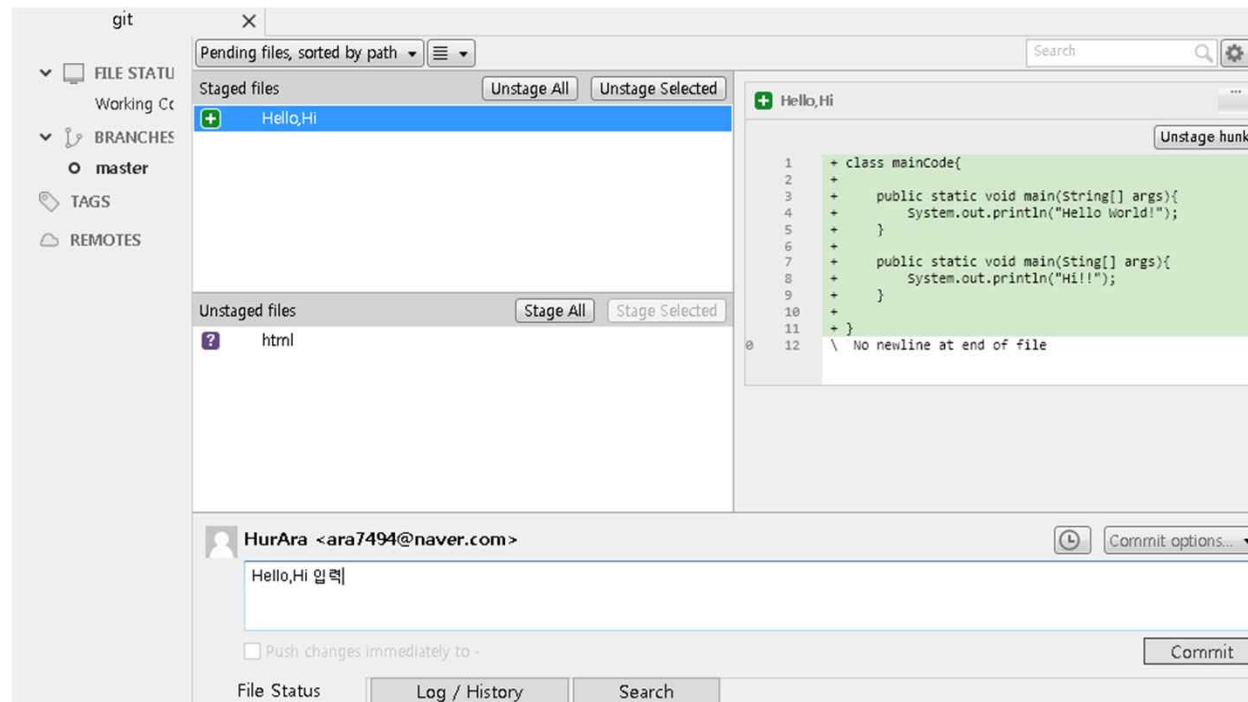 git
FILE STATU
Working Cc
BRANCHES
master
TAGS
REMOTES
Pending files, sorted by path
Search
Staged files
Unstage All
Unstage Selected
Hello,Hi
Unstaged files
Stage All
Stage Selected
html
Hello,Hi
...
Unstage hunk
1 + class mainCode{
2 +
3 + public static void main(String[] args){
4 + System.out.println("Hello World!");
5 + }
6 +
7 + public static void main(Sting[] args){
8 + System.out.println("Hi!!");
9 + }
10 +
11 + }
0 12 \ No newline at end of file
HurAra <ara7494@naver.com>
Commit options...
Hello,Hi 입력
Push changes immediately to -
Commit
File Status
Log / History
Search